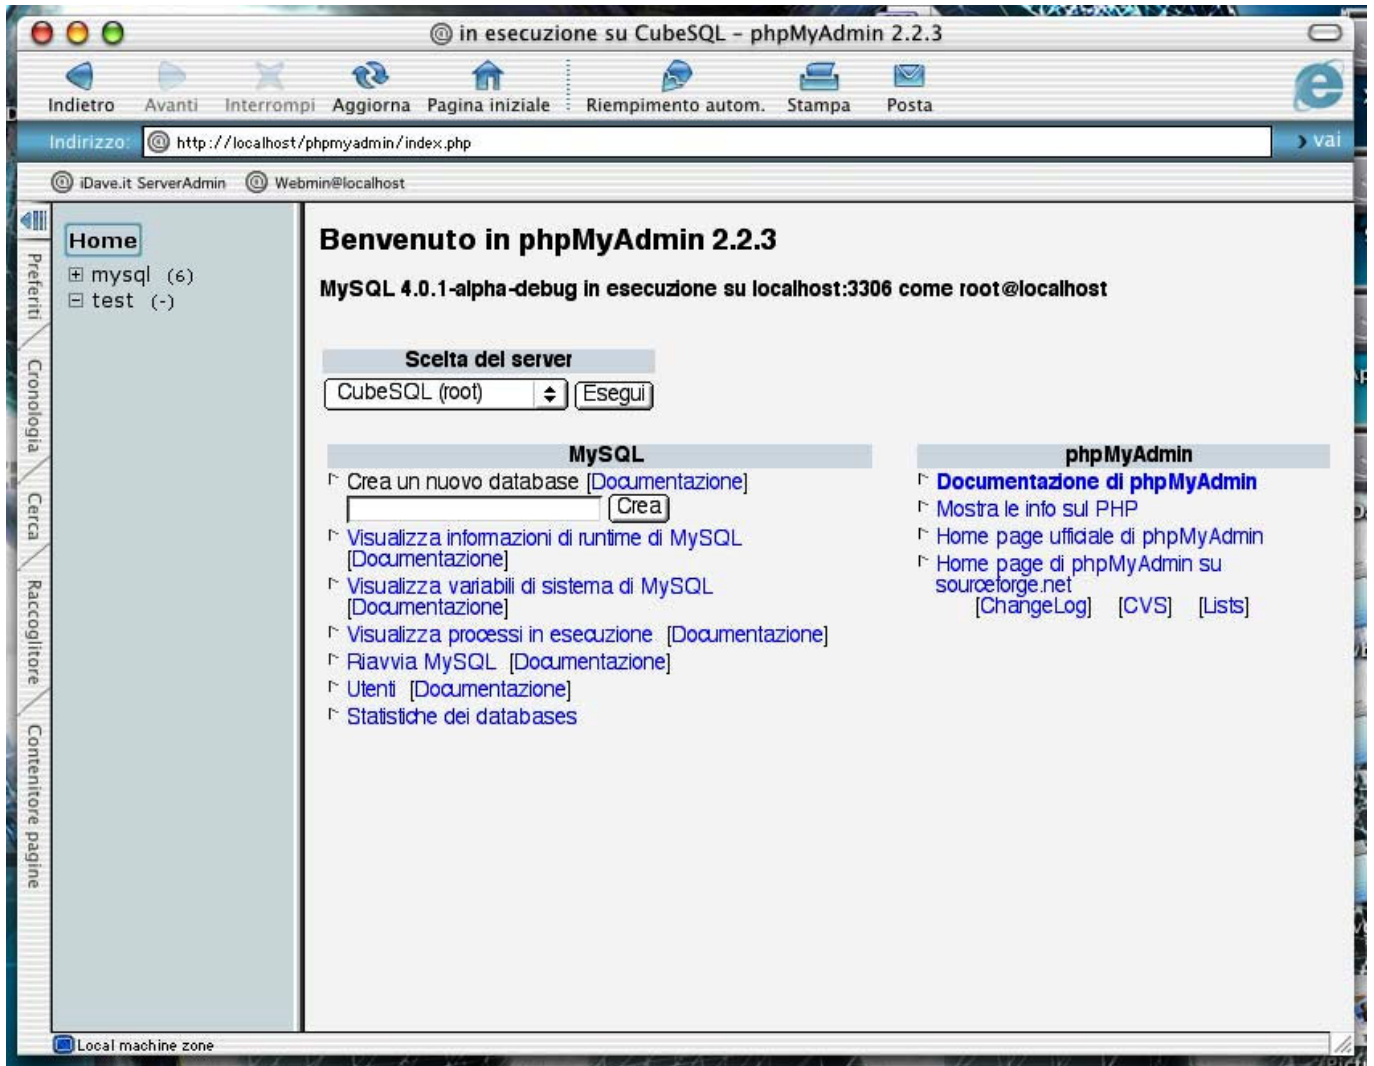 @ in esecuzione su CubeSQL – phpMyAdmin 2.2.3
Indietro Avanti Interrompi Aggiorna Pagina iniziale Riempimento autom. Stampa Posta
Indirizzo: @ http://localhost/phpmyadmin/index.php vai
@ iDave.it ServerAdmin @ Webmin@localhost
Preferiti
Cronologia
Cerca
Raccoglitore
Contenitore pagine
Home
mysql (6)
test (-)
Benvenuto in phpMyAdmin 2.2.3
MySQL 4.0.1-alpha-debug in esecuzione su localhost:3306 come root@localhost
Scelta del server
CubeSQL (root) Esegui
MySQL
Crea un nuovo database [Documentazione]
Crea
Visualizza informazioni di runtime di MySQL
[Documentazione]
Visualizza variabili di sistema di MySQL
[Documentazione]
Visualizza processi in esecuzione [Documentazione]
Riavvia MySQL [Documentazione]
Utenti [Documentazione]
Statistiche dei databases
phpMyAdmin
Documentazione di phpMyAdmin
Mostra le info sul PHP
Home page ufficiale di phpMyAdmin
Home page di phpMyAdmin su
sourceforge.net
[ChangeLog] [CVS] [Lists]
Local machine zone